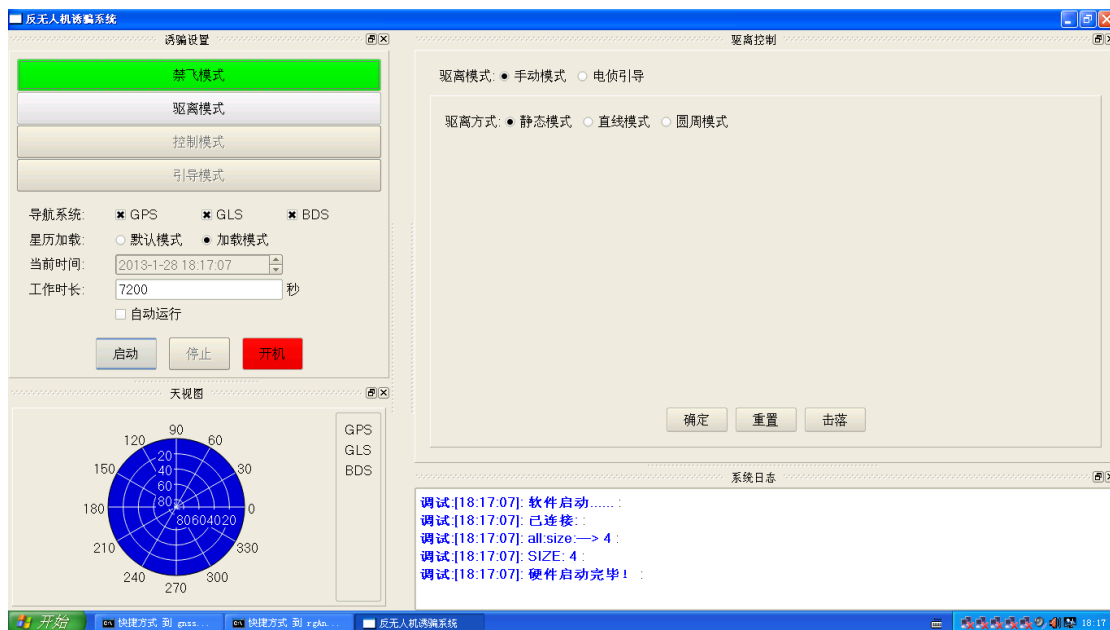 反无人机诱骗系统
诱骗设置
禁飞模式
驱离模式
控制模式
引导模式
导航系统: GPS GLS BDS
星历加载: 默认模式 加载模式
当前时间: 2013-1-28 18:17:07
工作时长: 7200 秒
自动运行
启动 停止 开机
天视图
90
120 60
150 30
180 0
210 330
240 300
270
20
40
60
80
80604020
GPS
GLS
BDS
驱离控制
驱离模式: 手动模式 电侦引导
驱离方式: 静态模式 直线模式 圆周模式
确定 重置 击落
系统日志
调试:[18:17:07]: 软件启动...... :
调试:[18:17:07]: 已连接: :
调试:[18:17:07]: all:size:—> 4 :
调试:[18:17:07]: SIZE: 4 :
调试:[18:17:07]: 硬件启动完毕！ :
开始 快捷方式 到 gnss... 快捷方式 到 rgAn... 反无人机诱骗系统 18:17